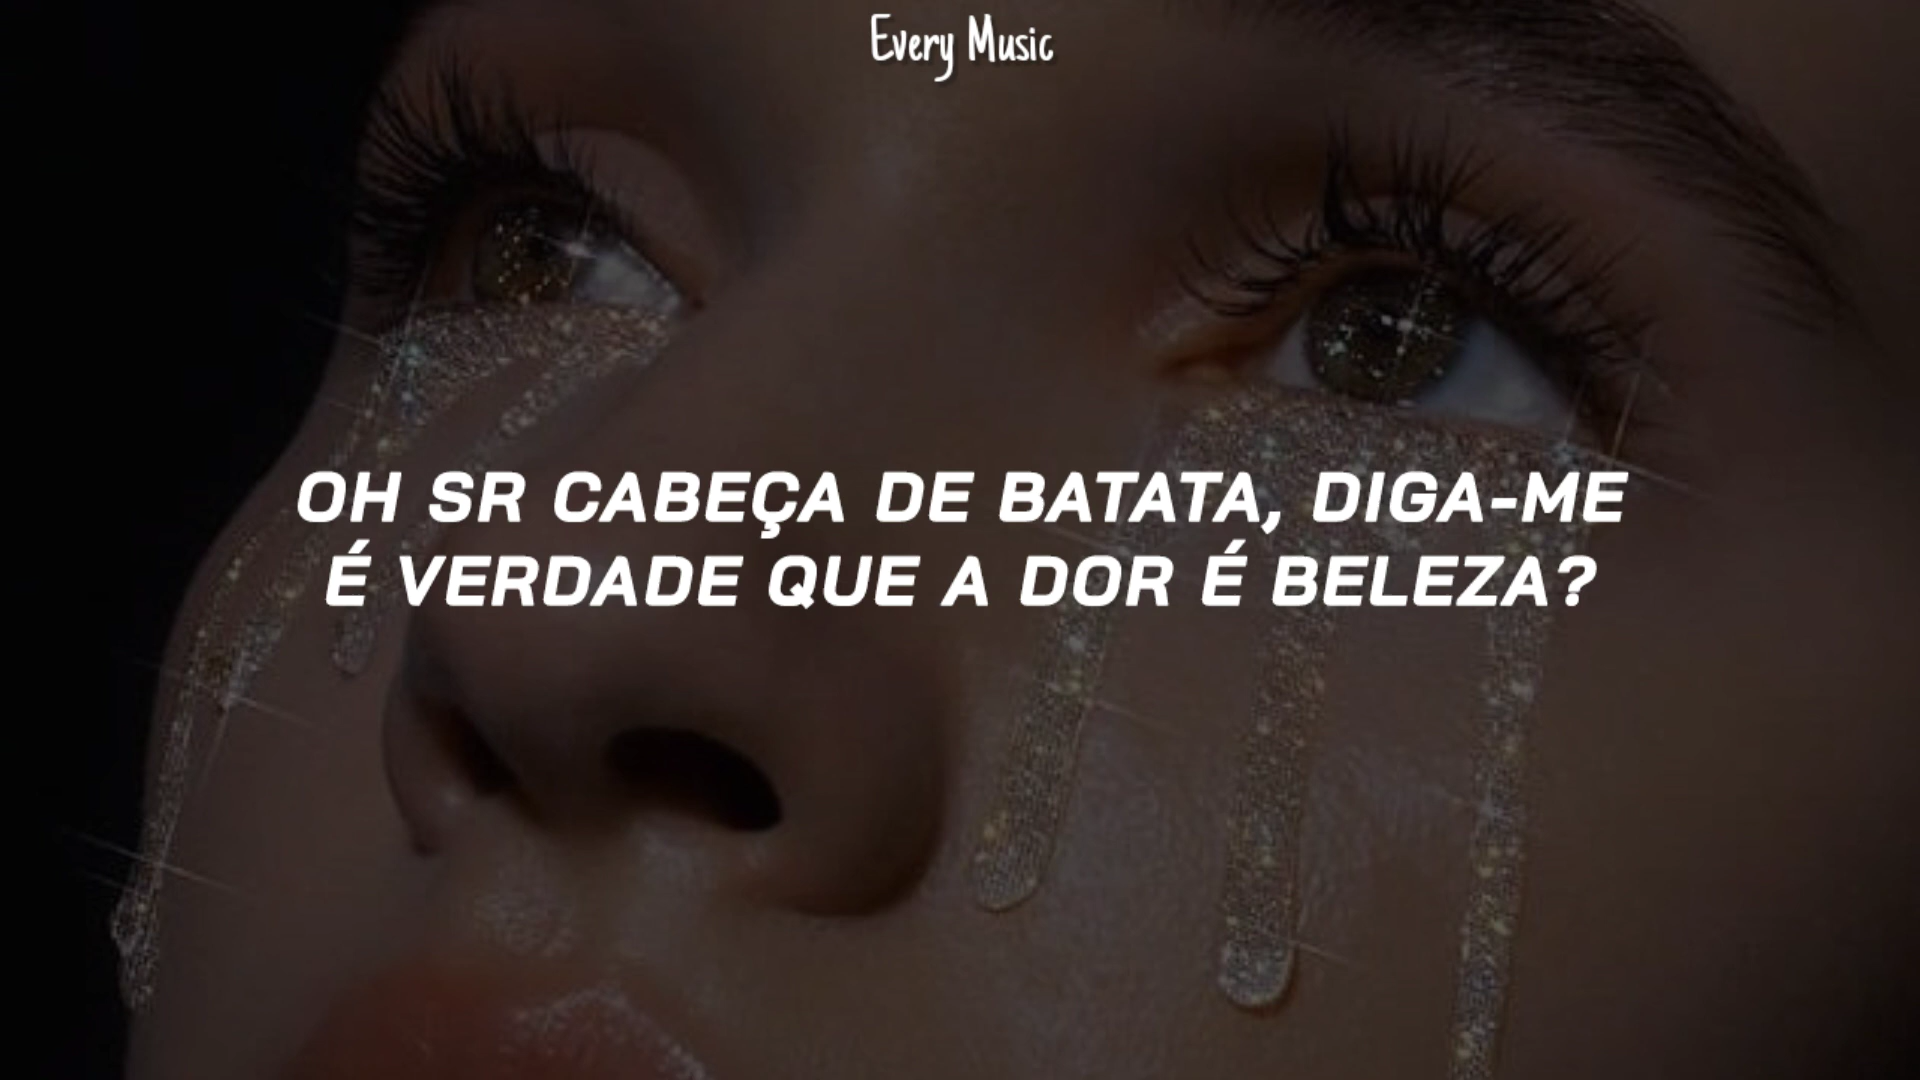 Every Music
OH SR CABEÇA DE BATATA, DIGA-ME
É VERDADE QUE A DOR É BELEZA?